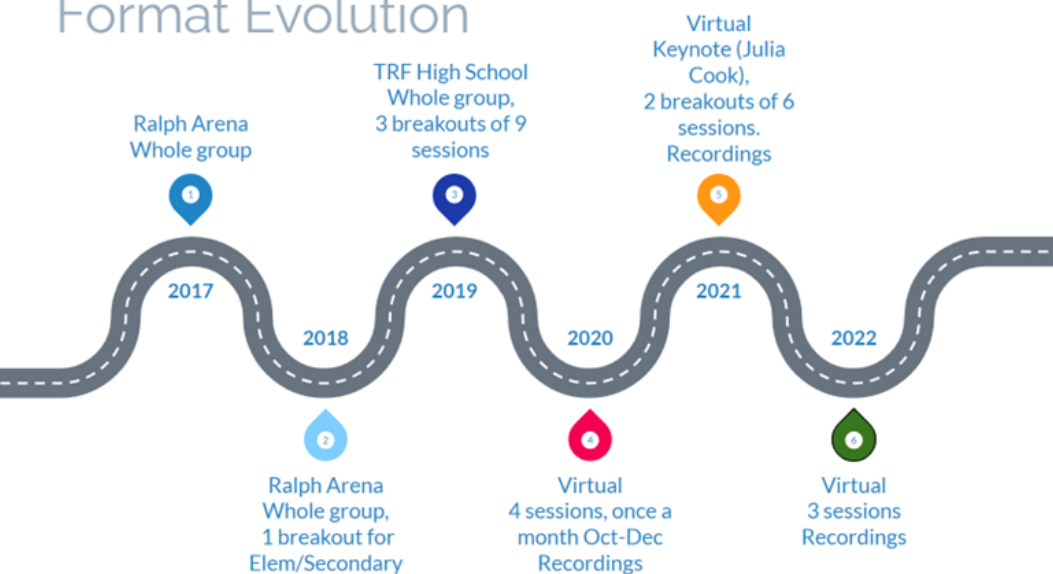 Format Evolution
Ralph Arena
Whole group
1
2017
Ralph Arena
Whole group,
1 breakout for
Elem/Secondary
2
2018
TRF High School
Whole group,
3 breakouts of 9
sessions
3
2019
Virtual
4 sessions, once a
month Oct-Dec
Recordings
4
2020
Virtual
Keynote (Julia
Cook),
2 breakouts of 6
sessions.
Recordings
5
2021
Virtual
3 sessions
Recordings
6
2022